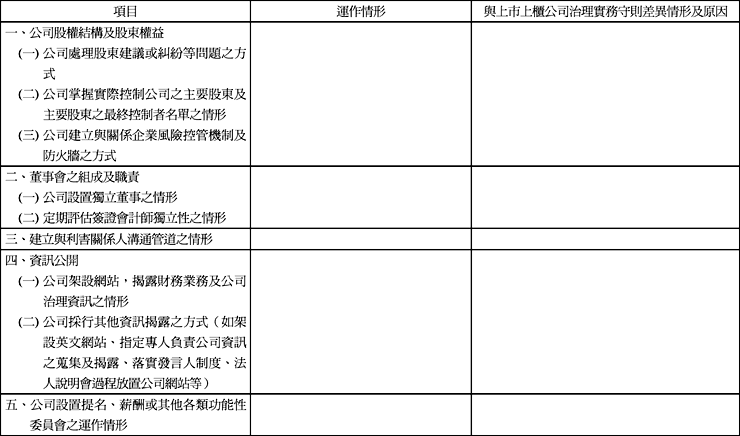 項目
運作情形
與上市上櫃公司治理實務守則差異情形及原因
一、公司股權結構及股東權益
(一)公司處理股東建議或糾紛等問題之方
式
(二)公司掌握實際控制公司之主要股東及
主要股東之最終控制者名單之情形
(三)公司建立與關係企業風險控管機制及
防火牆之方式
二、董事會之組成及職責
(一)公司設置獨立董事之情形
(二)定期評估簽證會計師獨立性之情形
三、建立與利害關係人溝通管道之情形
四、資訊公開
(一)公司架設網站，揭露財務業務及公司
治理資訊之情形
(二)公司採行其他資訊揭露之方式（如架
設英文網站、指定專人負責公司資訊
之蒐集及揭露、落實發言人制度、法
人說明會過程放置公司網站等）
五、公司設置提名、薪酬或其他各類功能性
委員會之運作情形